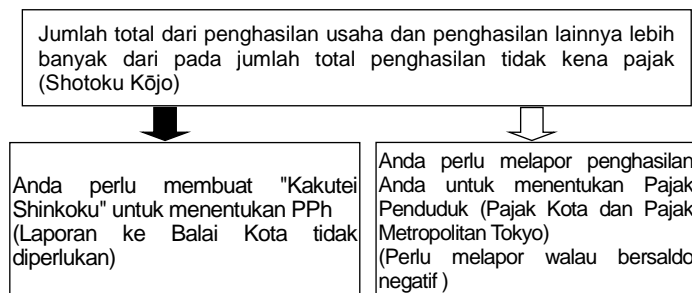 Jumlah total dari penghasilan usaha dan penghasilan lainnya lebih
banyak dari pada jumlah total penghasilan tidak kena pajak
(Shotoku Kōjo)
Anda perlu membuat "Kakutei
Shinkoku" untuk menentukan PPh
(Laporan ke Balai Kota tidak
diperlukan)
Anda perlu melapor penghasilan
Anda untuk menentukan Pajak
Penduduk (Pajak Kota dan Pajak
Metropolitan Tokyo)
(Perlu melapor walau bersaldo
negatif )